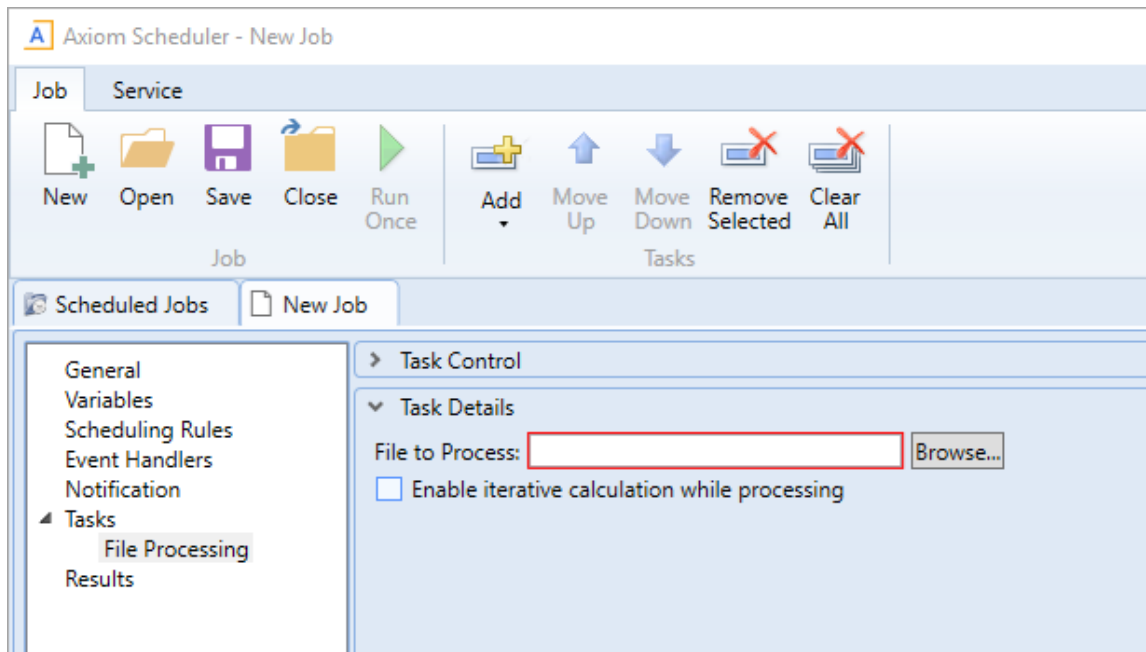 A Axiom Scheduler - New Job
Job Service
New Open Save Close Run Once Add Move Up Move Down Remove Selected Clear All
Job Tasks
Scheduled Jobs New Job
General
Variables
Scheduling Rules
Event Handlers
Notification
Tasks
File Processing
Results
Task Control
Task Details
File to Process: Browse...
Enable iterative calculation while processing